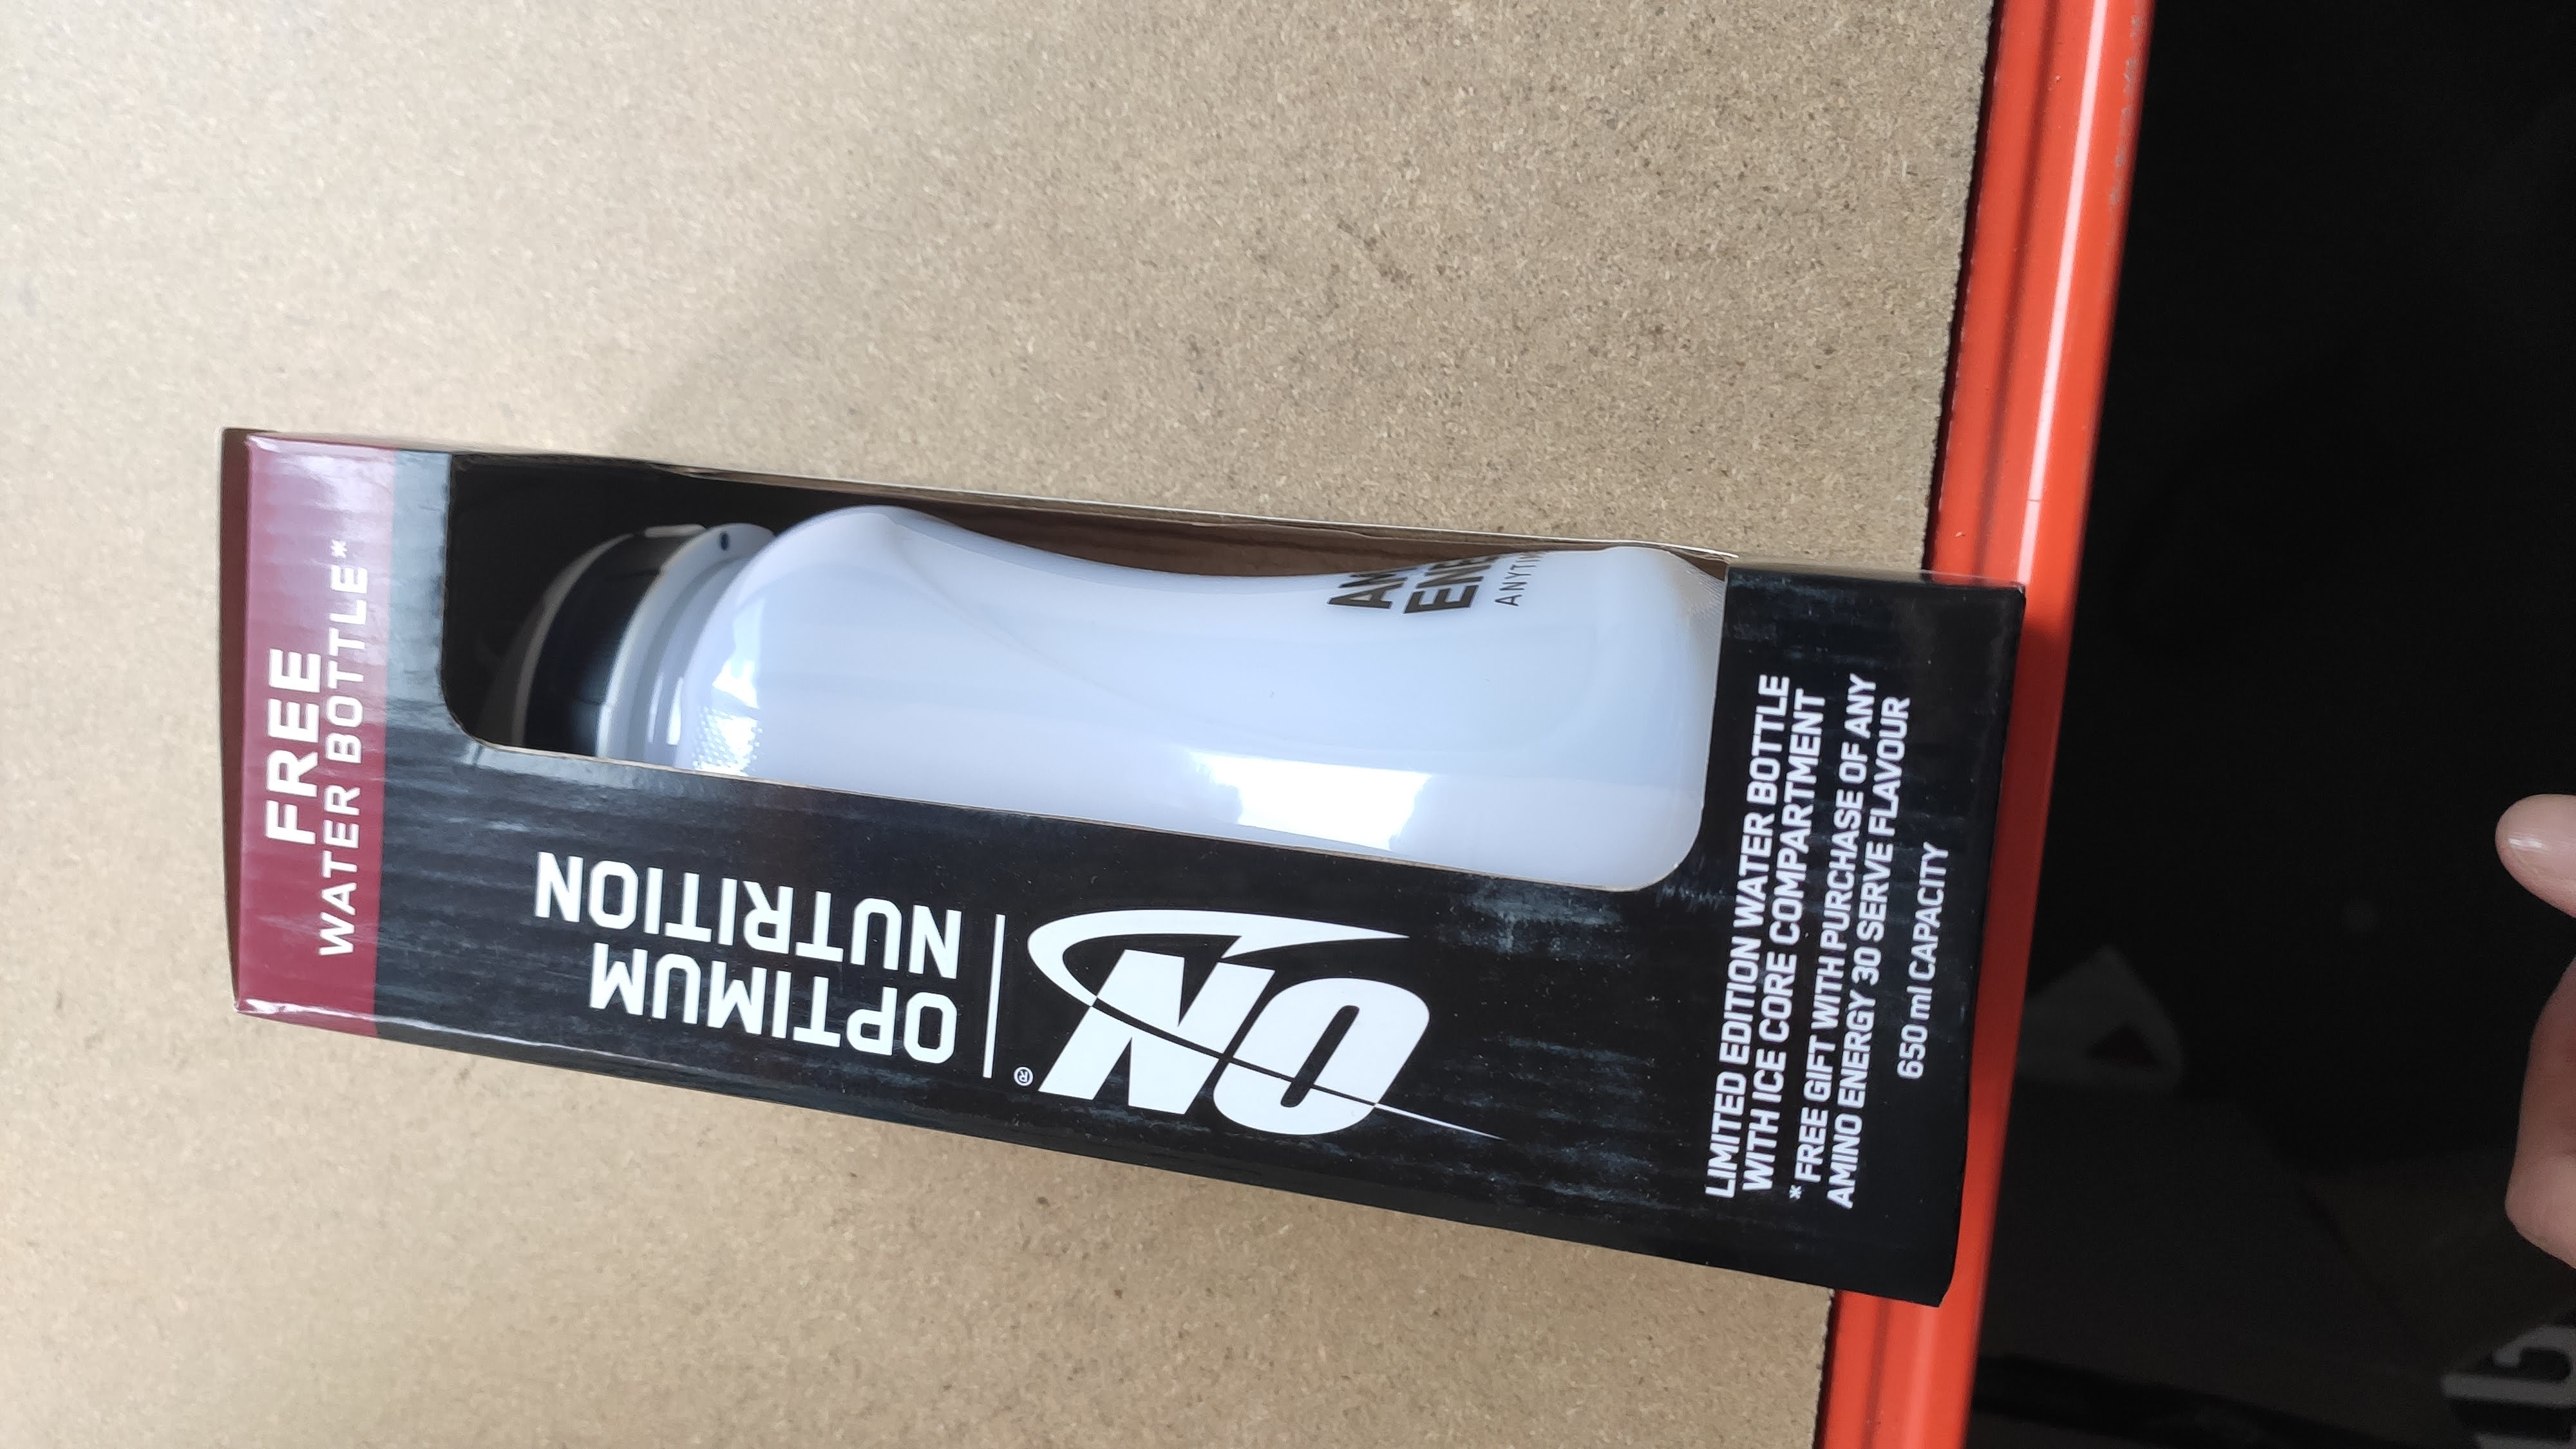 FREE
WATER BOTTLE*
OPTIMUM
NUTRITION
ON®
LIMITED EDITION WATER BOTTLE
WITH ICE CORE COMPARTMENT
* FREE GIFT WITH PURCHASE OF ANY
AMINO ENERGY 30 SERVE FLAVOUR
650 ml CAPACITY